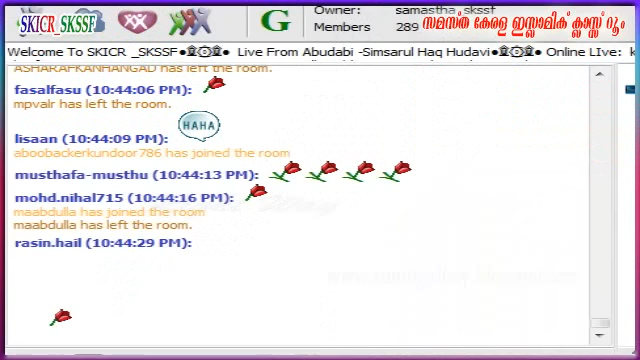 SKICR_SKSSF
Owner: samastha_skssf
Members 289
സമസ്ത കേരള ഇസ്ലാമിക് ക്ലാസ്സ് റൂം
Welcome To SKICR _SKSSF●۩۞۩● Live From Abudabi -Simsarul Haq Hudavi●۩۞۩● Online LIve: k
ASHARAFKANHANGAD has left the room.
fasalfasu (10:44:06 PM):
mpvalr has left the room.
HAHA
lisaan (10:44:09 PM):
aboobackerkundoor786 has joined the room
musthafa-musthu (10:44:13 PM):
mohd.nihal715 (10:44:16 PM):
maabdulla has joined the room
maabdulla has left the room.
rasin.hail (10:44:29 PM):